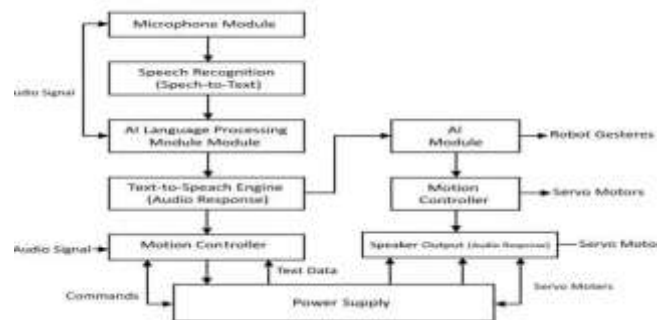 Microphone Module
Speech Recognition
(Spech-to-Text)
udio Signal
AI Language Processing
Module Module
AI
Module
Robot Gesteres
Text-to-Speach Engine
(Audio Response)
Motion
Controller
Servo Motors
Audio Signal
Motion Controller
Speaker Output (Audio Response)
Servo Moto
Text Data
Commands
Power Supply
Servo Moters